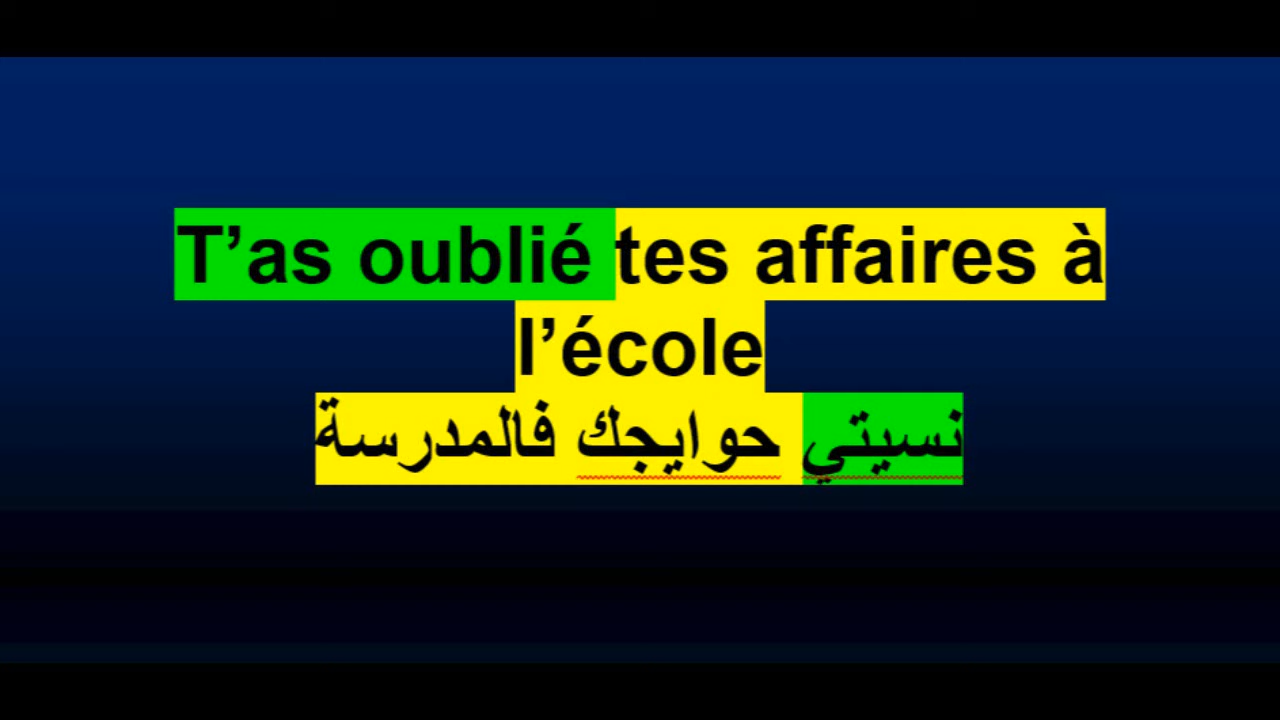 T’as oublié tes affaires à
l’école
نسيتي حوايجك فالمدرسة